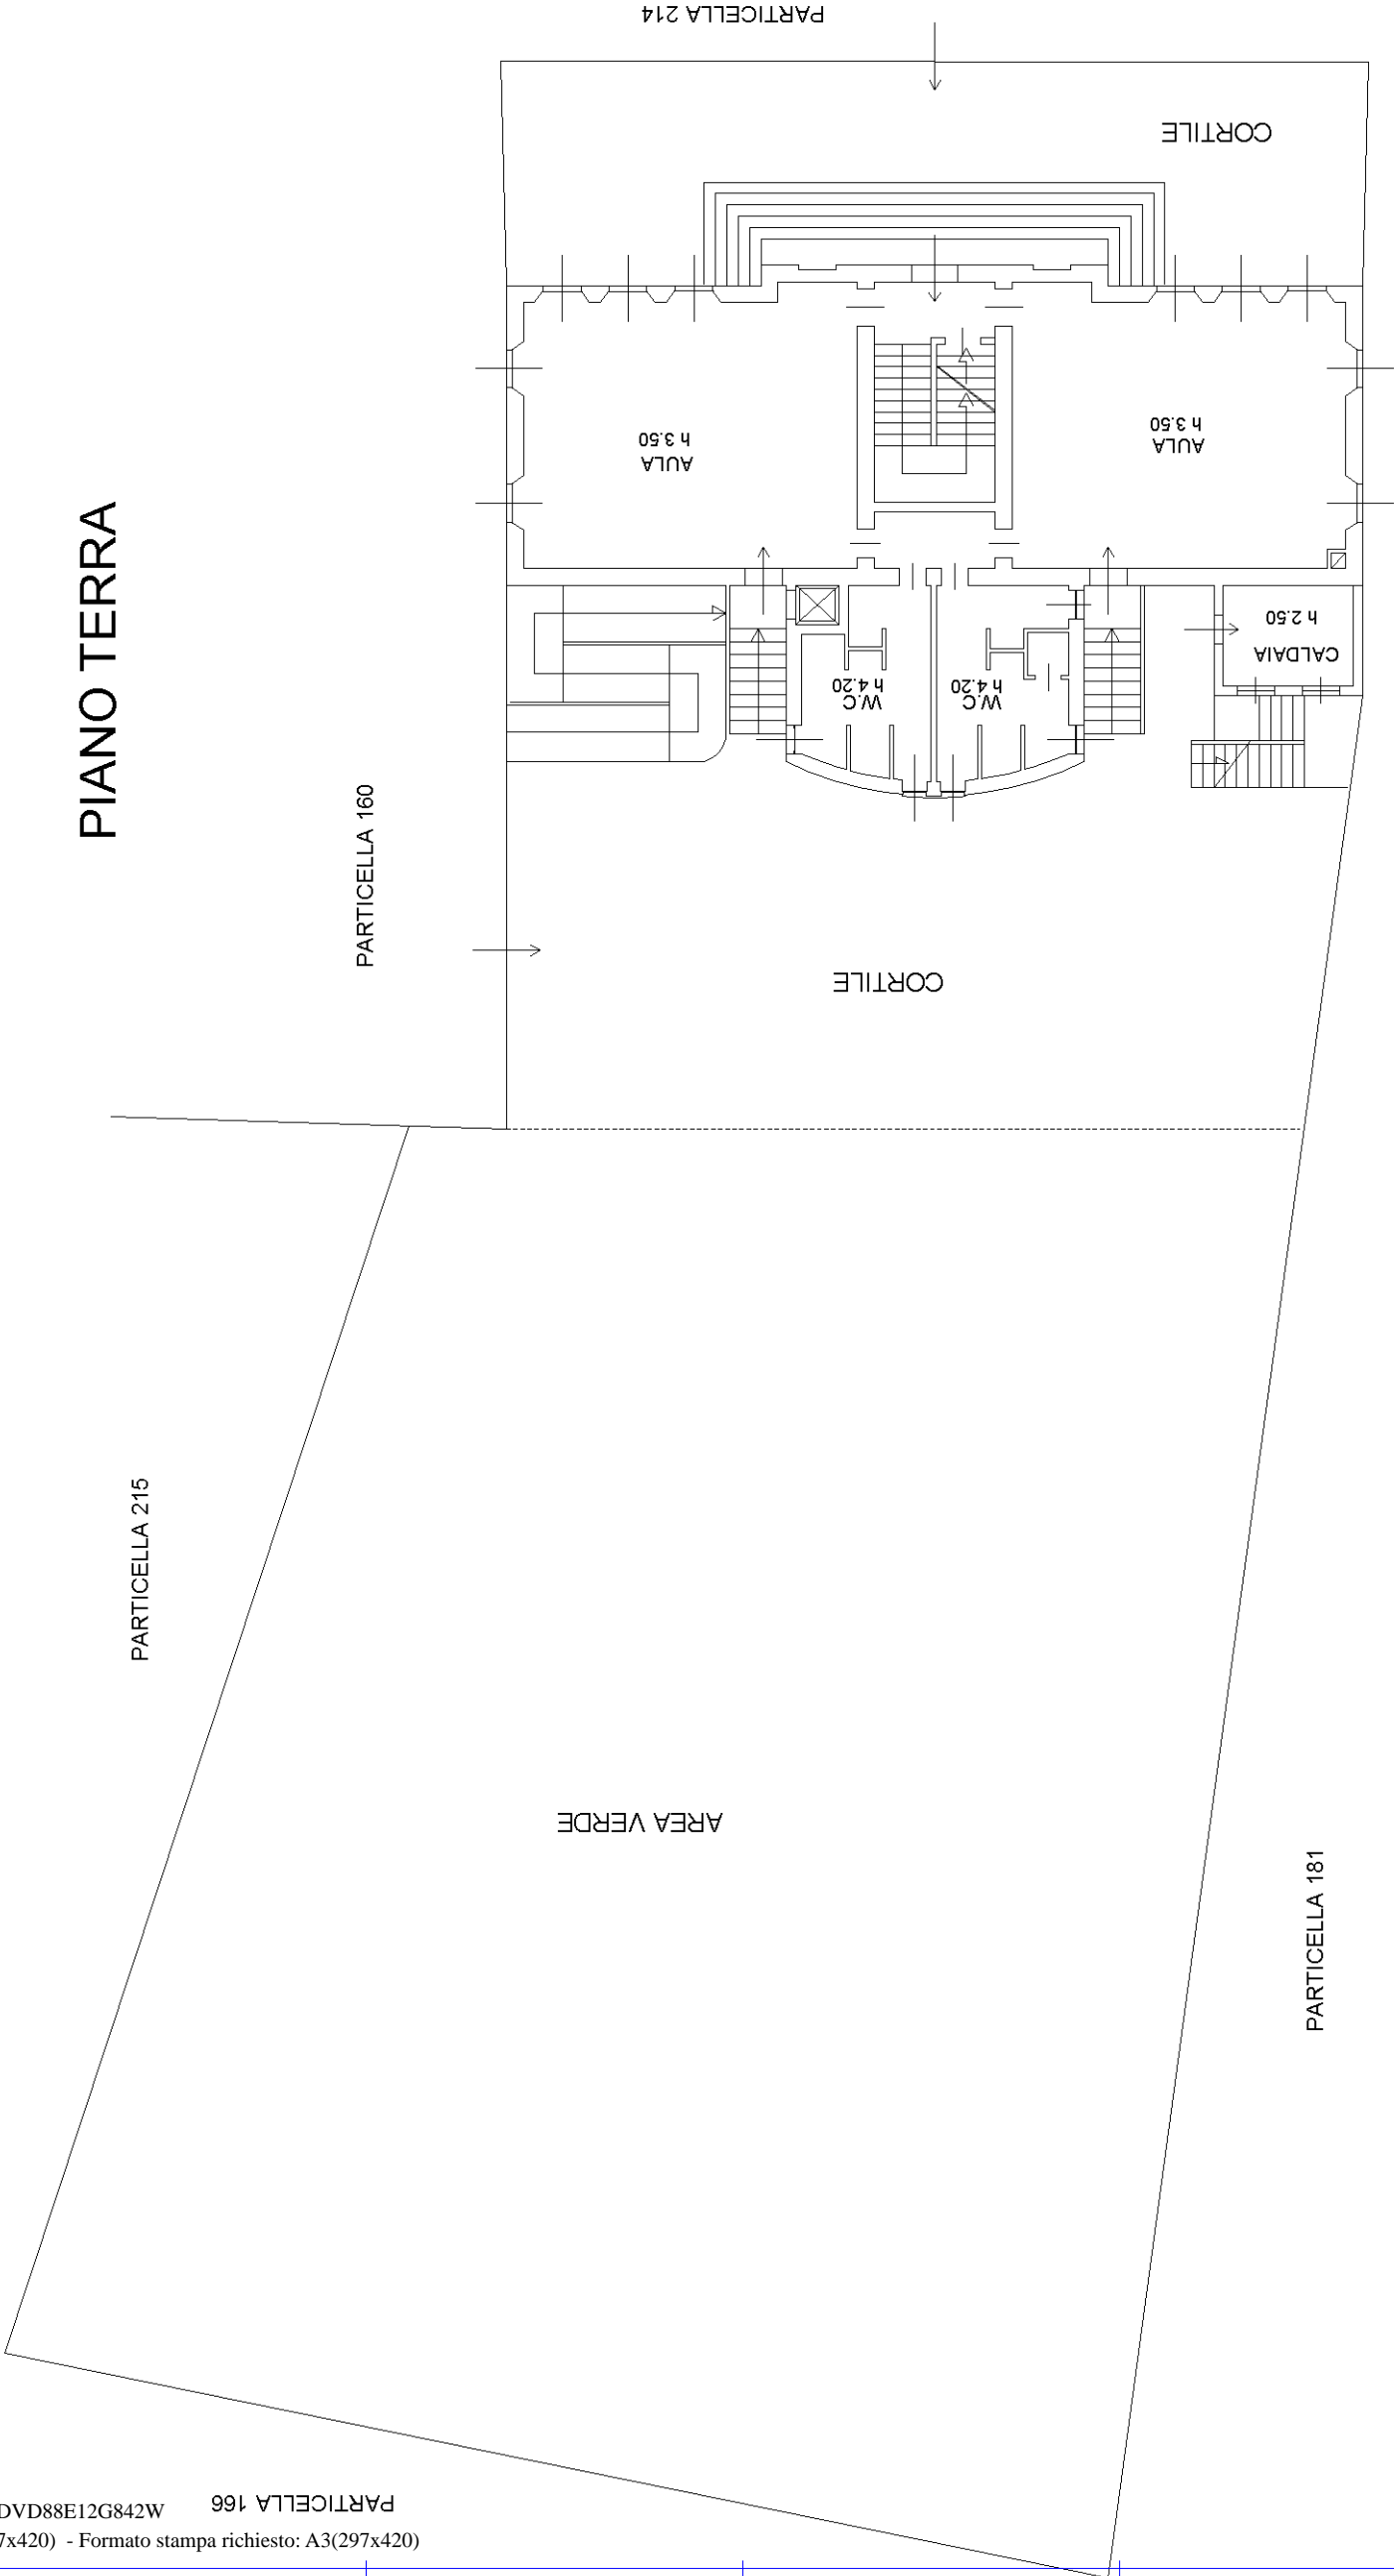 PARTICELLA 214
CORTILE
AULA
h 3.50
AULA
h 3.50
PIANO TERRA
CALDAIA
h 2.50
W.C
h 4.20
W.C
h 4.20
PARTICELLA 160
CORTILE
PARTICELLA 215
AREA VERDE
PARTICELLA 181
PARTICELLA 166
DVD88E12G842W
7x420) - Formato stampa richiesto: A3(297x420)